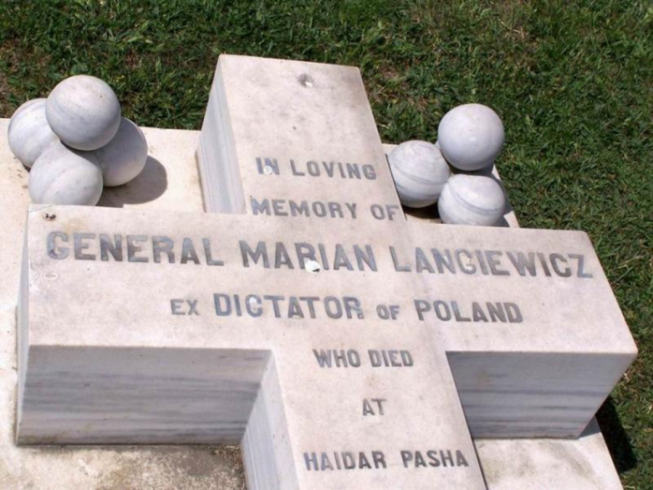 IN LOVING
MEMORY OF
GENERAL MARIAN LANGIEWICZ
EX DICTATOR OF POLAND
WHO DIED
AT
HAIDAR PASHA